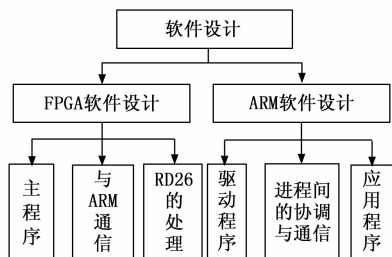 软件设计
FPGA软件设计
ARM软件设计
主程序
与ARM通信
RD26的处理
驱动程序
进程间的协调与通信
应用程序